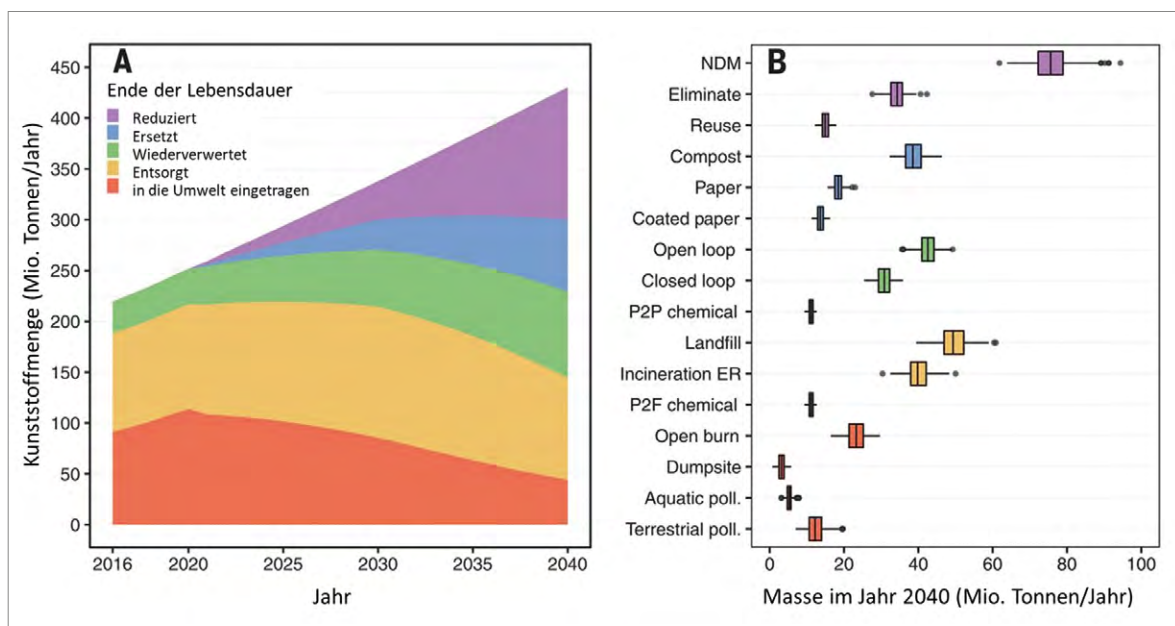 A
Ende der Lebensdauer
Reduziert
Ersetzt
Wiederverwertet
Entsorgt
in die Umwelt eingetragen
Kunststoffmenge (Mio. Tonnen/Jahr)
450
400
350
300
250
200
150
100
50
0
2016 2020 2025 2030 2035 2040
Jahr
B
NDM
Eliminate
Reuse
Compost
Paper
Coated paper
Open loop
Closed loop
P2P chemical
Landfill
Incineration ER
P2F chemical
Open burn
Dumpsite
Aquatic poll.
Terrestrial poll.
0 20 40 60 80 100
Masse im Jahr 2040 (Mio. Tonnen/Jahr)